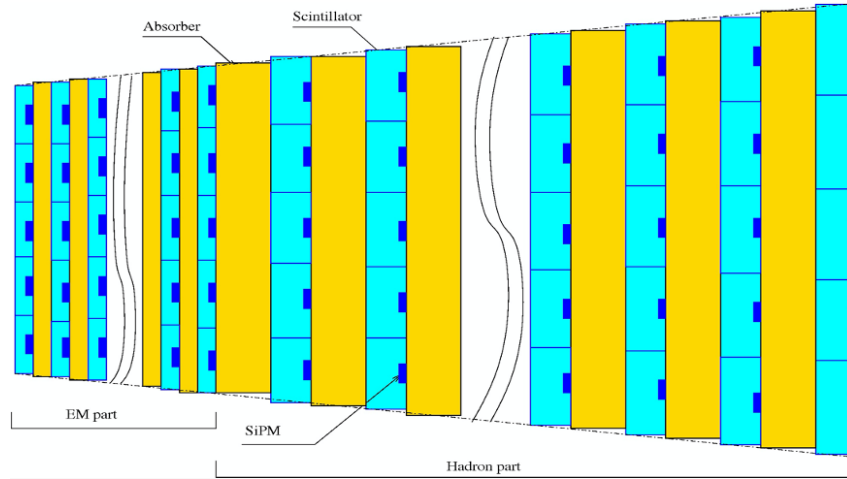 Absorber
Scintillator
EM part
SiPM
Hadron part